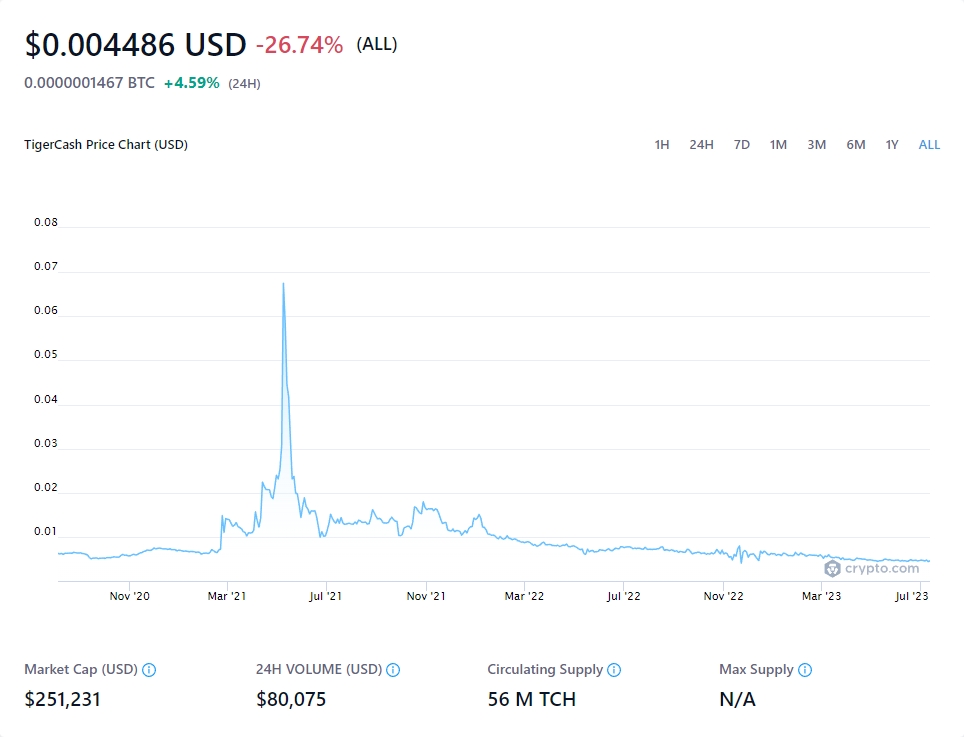 $0.004486 USD -26.74% (ALL)
0.0000001467 BTC +4.59% (24H)
TigerCash Price Chart (USD) 1H 24H 7D 1M 3M 6M 1Y ALL
0.08
0.07
0.06
0.05
0.04
0.03
0.02
0.01
crypto.com
Nov '20 Mar '21 Jul '21 Nov '21 Mar '22 Jul '22 Nov '22 Mar '23 Jul '23
Market Cap (USD) 24H VOLUME (USD) Circulating Supply Max Supply
$251,231 $80,075 56 M TCH N/A